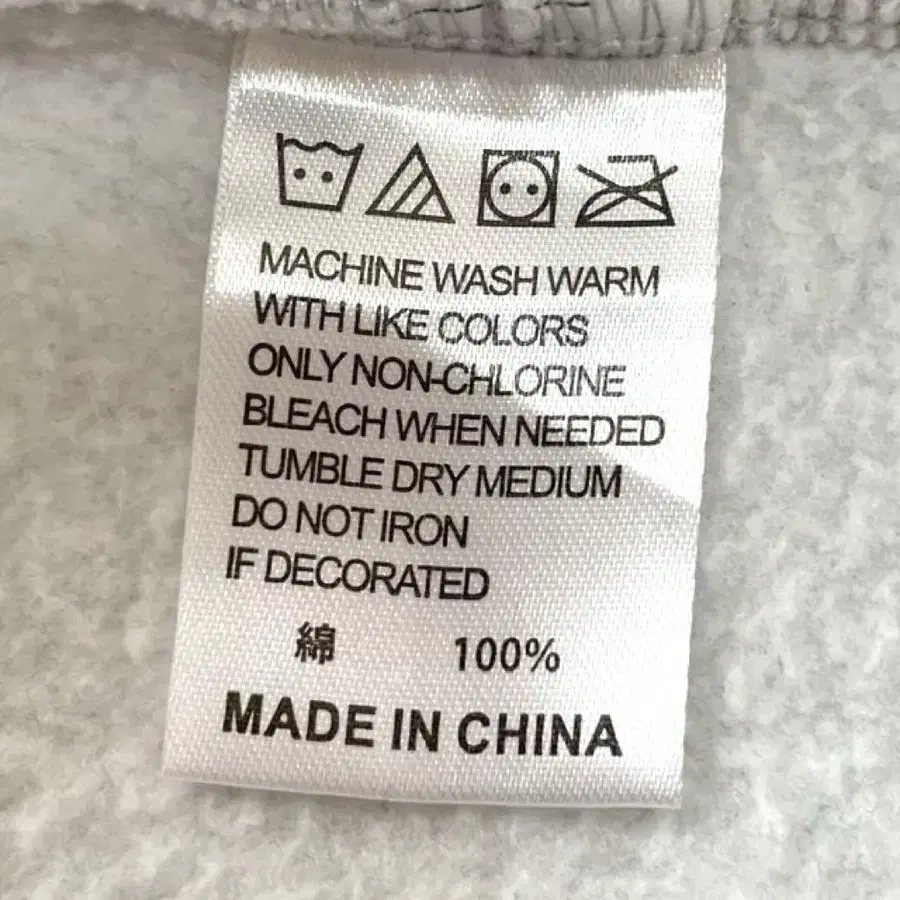 MACHINE WASH WARM
WITH LIKE COLORS
ONLY NON-CHLORINE
BLEACH WHEN NEEDED
TUMBLE DRY MEDIUM
DO NOT IRON
IF DECORATED
綿 100%
MADE IN CHINA